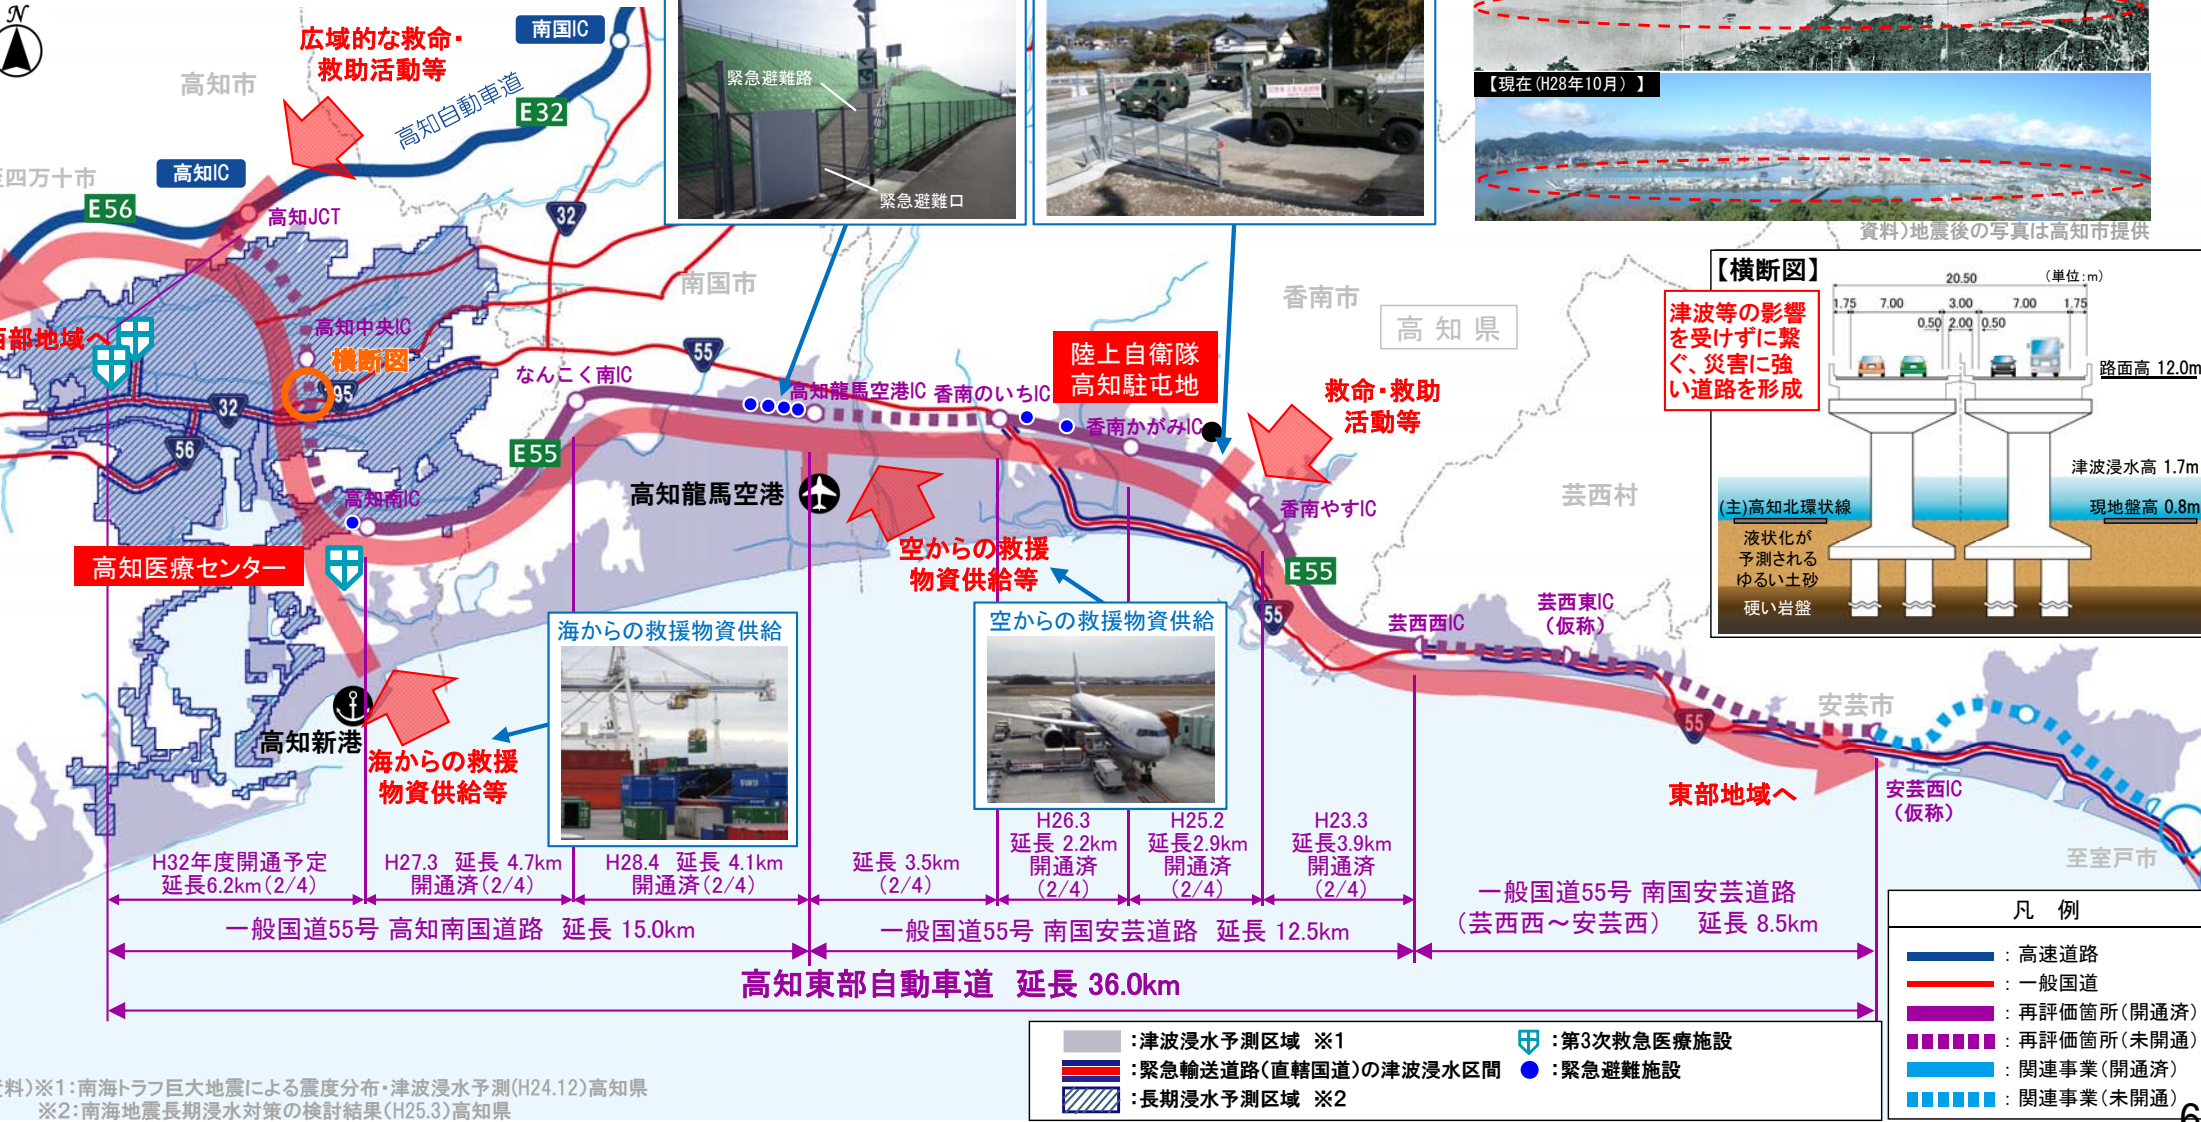 N
広域的な救命・
救助活動等
南国IC
高知市
高知自動車道
E32
高知IC
四万十市
E56
高知JCT
32
緊急避難路
緊急避難口
【現在(H28年10月) 】
資料)地震後の写真は高知市提供
南国市
香南市
高知県
部地域へ
高知中央IC
横断図
195
32
56
なんこく南IC
55
高知龍馬空港IC
香南のいちIC
陸上自衛隊
高知駐屯地
香南かがみIC
救命・救助
活動等
E55
高知龍馬空港
高知南IC
高知医療センター
空からの救援
物資供給等
香南やすIC
E55
芸西村
55
芸西西IC
芸西東IC
(仮称)
安芸市
55
東部地域へ
安芸西IC
(仮称)
至室戸市
高知新港
海からの救援
物資供給等
海からの救援物資供給
空からの救援物資供給
【横断図】
津波等の影響
を受けずに繋
ぐ、災害に強
い道路を形成
20.50
(単位:m)
1.75 7.00 3.00 7.00 1.75
0.50 2.00 0.50
路面高 12.0m
津波浸水高 1.7m
(主)高知北環状線
現地盤高 0.8m
液状化が
予測される
ゆるい土砂
硬い岩盤
H32年度開通予定
延長6.2km(2/4)
H27.3 延長 4.7km
開通済(2/4)
H28.4 延長 4.1km
開通済(2/4)
延長 3.5km
(2/4)
H26.3
延長 2.2km
開通済
(2/4)
H25.2
延長2.9km
開通済
(2/4)
H23.3
延長3.9km
開通済
(2/4)
一般国道55号 高知南国道路 延長 15.0km
一般国道55号 南国安芸道路 延長 12.5km
一般国道55号 南国安芸道路
(芸西西～安芸西) 延長 8.5km
高知東部自動車道 延長 36.0km
凡 例
：高速道路
：一般国道
：再評価箇所(開通済)
：再評価箇所(未開通)
：関連事業(開通済)
：関連事業(未開通)
：津波浸水予測区域 ※1
：緊急輸送道路(直轄国道)の津波浸水区間
：長期浸水予測区域 ※2
：第3次救急医療施設
：緊急避難施設
料)※1：南海トラフ巨大地震による震度分布・津波浸水予測(H24.12)高知県
※2：南海地震長期浸水対策の検討結果(H25.3)高知県
6